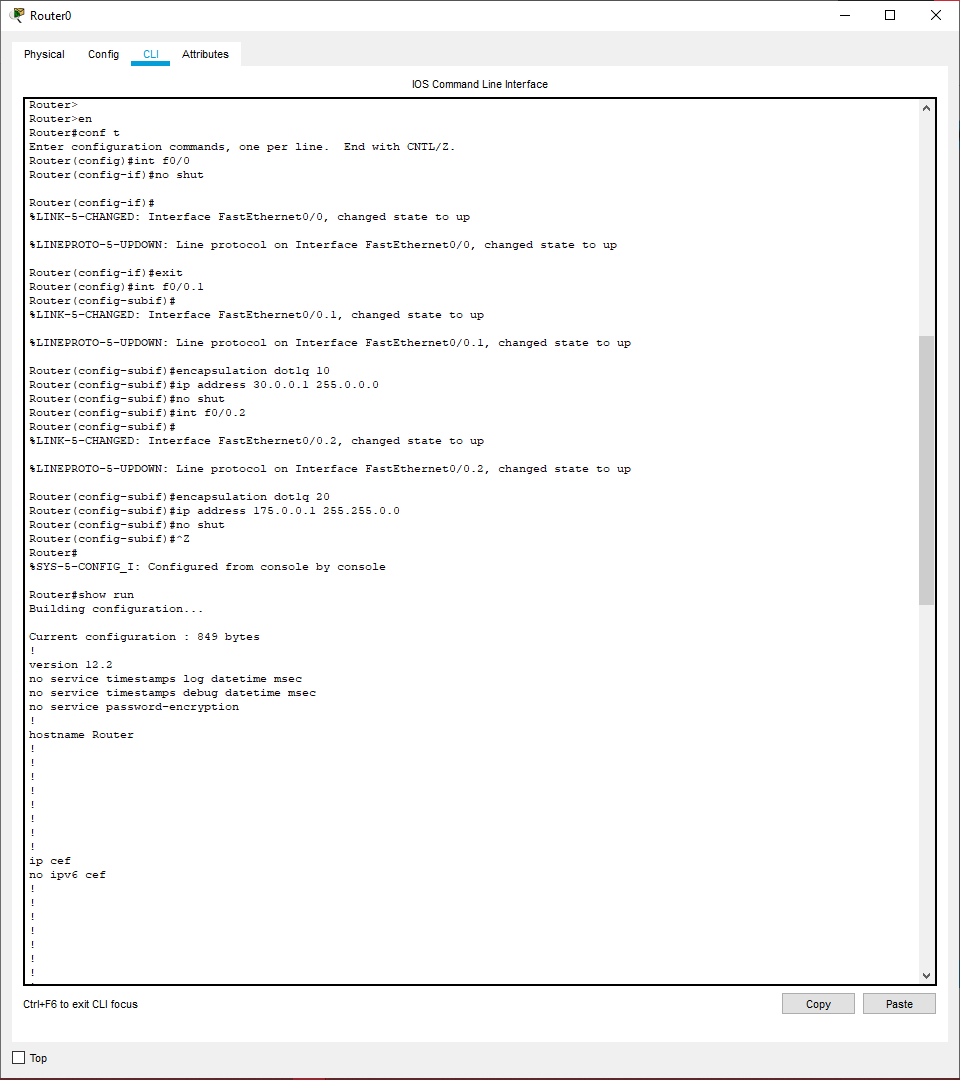 Router0
Physical Config CLI Attributes
IOS Command Line Interface
Router>
Router>en
Router#conf t
Enter configuration commands, one per line.  End with CNTL/Z.
Router(config)#int f0/0
Router(config-if)#no shut
Router(config-if)#
%LINK-5-CHANGED: Interface FastEthernet0/0, changed state to up
%LINEPROTO-5-UPDOWN: Line protocol on Interface FastEthernet0/0, changed state to up
Router(config-if)#exit
Router(config)#int f0/0.1
Router(config-subif)#
%LINK-5-CHANGED: Interface FastEthernet0/0.1, changed state to up
%LINEPROTO-5-UPDOWN: Line protocol on Interface FastEthernet0/0.1, changed state to up
Router(config-subif)#encapsulation dot1q 10
Router(config-subif)#ip address 30.0.0.1 255.0.0.0
Router(config-subif)#no shut
Router(config-subif)#int f0/0.2
Router(config-subif)#
%LINK-5-CHANGED: Interface FastEthernet0/0.2, changed state to up
%LINEPROTO-5-UPDOWN: Line protocol on Interface FastEthernet0/0.2, changed state to up
Router(config-subif)#encapsulation dot1q 20
Router(config-subif)#ip address 175.0.0.1 255.255.0.0
Router(config-subif)#no shut
Router(config-subif)#^Z
Router#
%SYS-5-CONFIG_I: Configured from console by console
Router#show run
Building configuration...
Current configuration : 849 bytes
!
version 12.2
no service timestamps log datetime msec
no service timestamps debug datetime msec
no service password-encryption
!
hostname Router
!
!
!
!
!
!
!
!
ip cef
no ipv6 cef
!
!
!
!
!
!
!
Ctrl+F6 to exit CLI focus
Copy Paste
Top